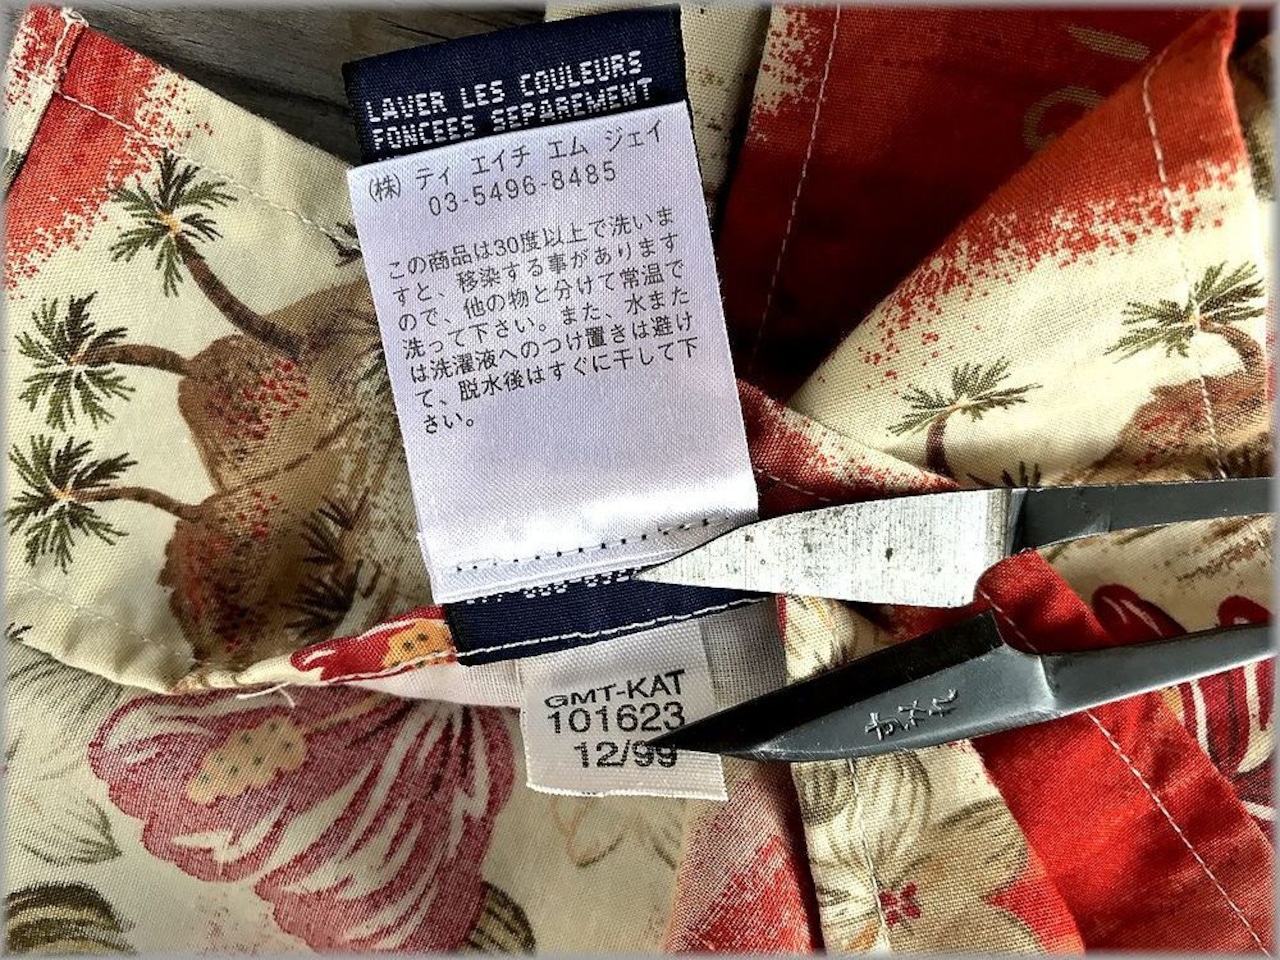 LAVER LES COULEURS
FONCEES SEPAREMENT
(株) ティ エイチ エム ジェイ
03-5496-8485
この商品は30度以上で洗いま
すと、移染する事があります
ので、他の物と分けて常温で
洗って下さい。また、水また
は洗濯液へのつけ置きは避け
て、脱水後はすぐに干して下
さい。
GMT-KAT
101623
12/99